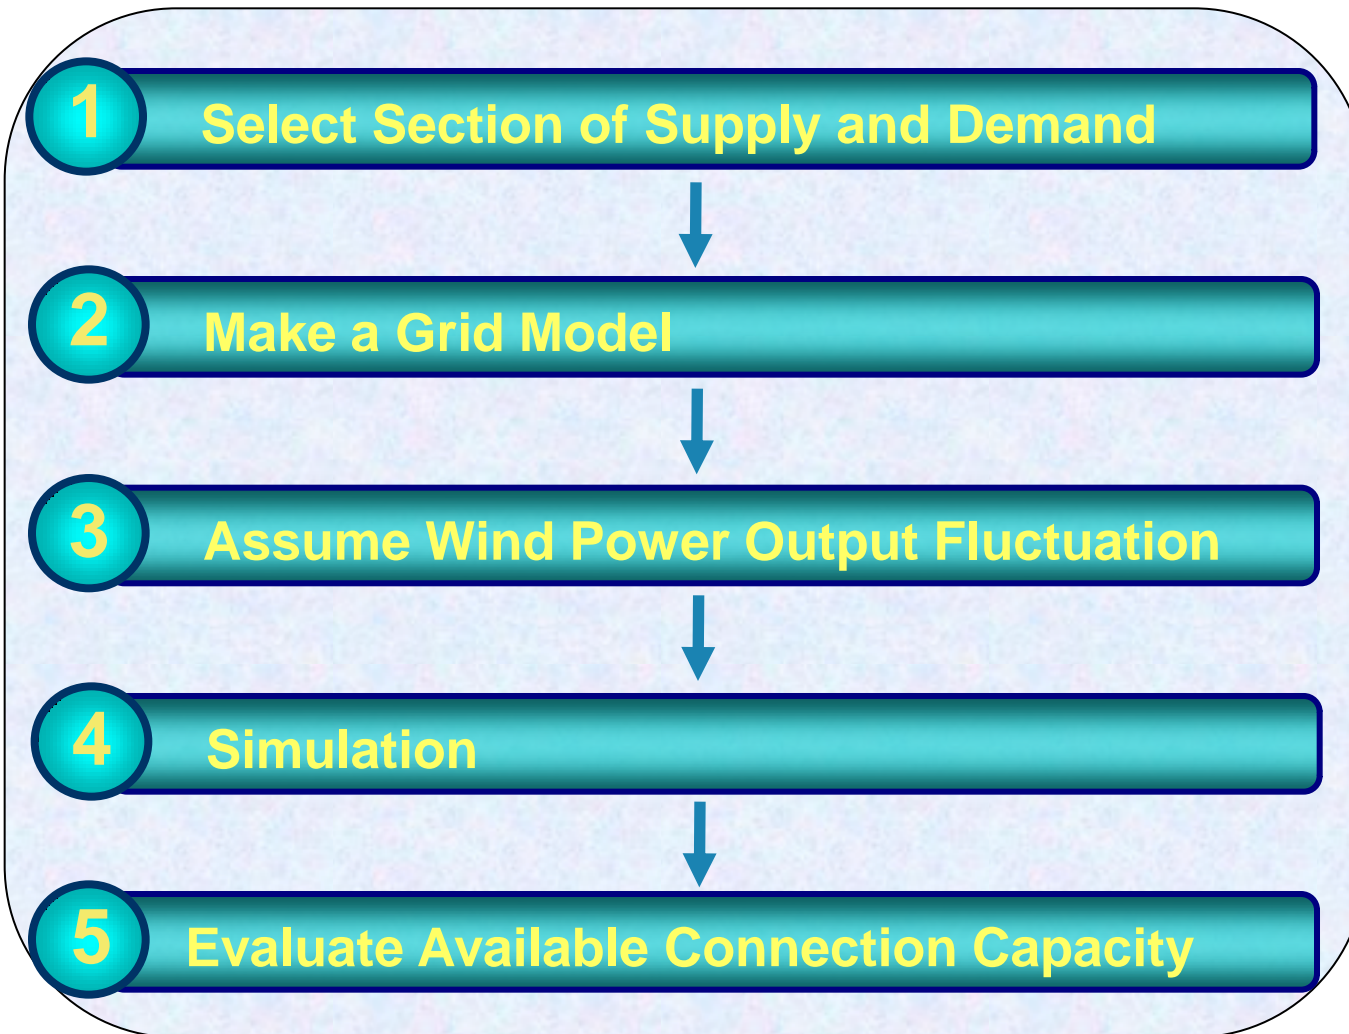 1
Select Section of Supply and Demand
2
Make a Grid Model
3
Assume Wind Power Output Fluctuation
4
Simulation
5
Evaluate Available Connection Capacity